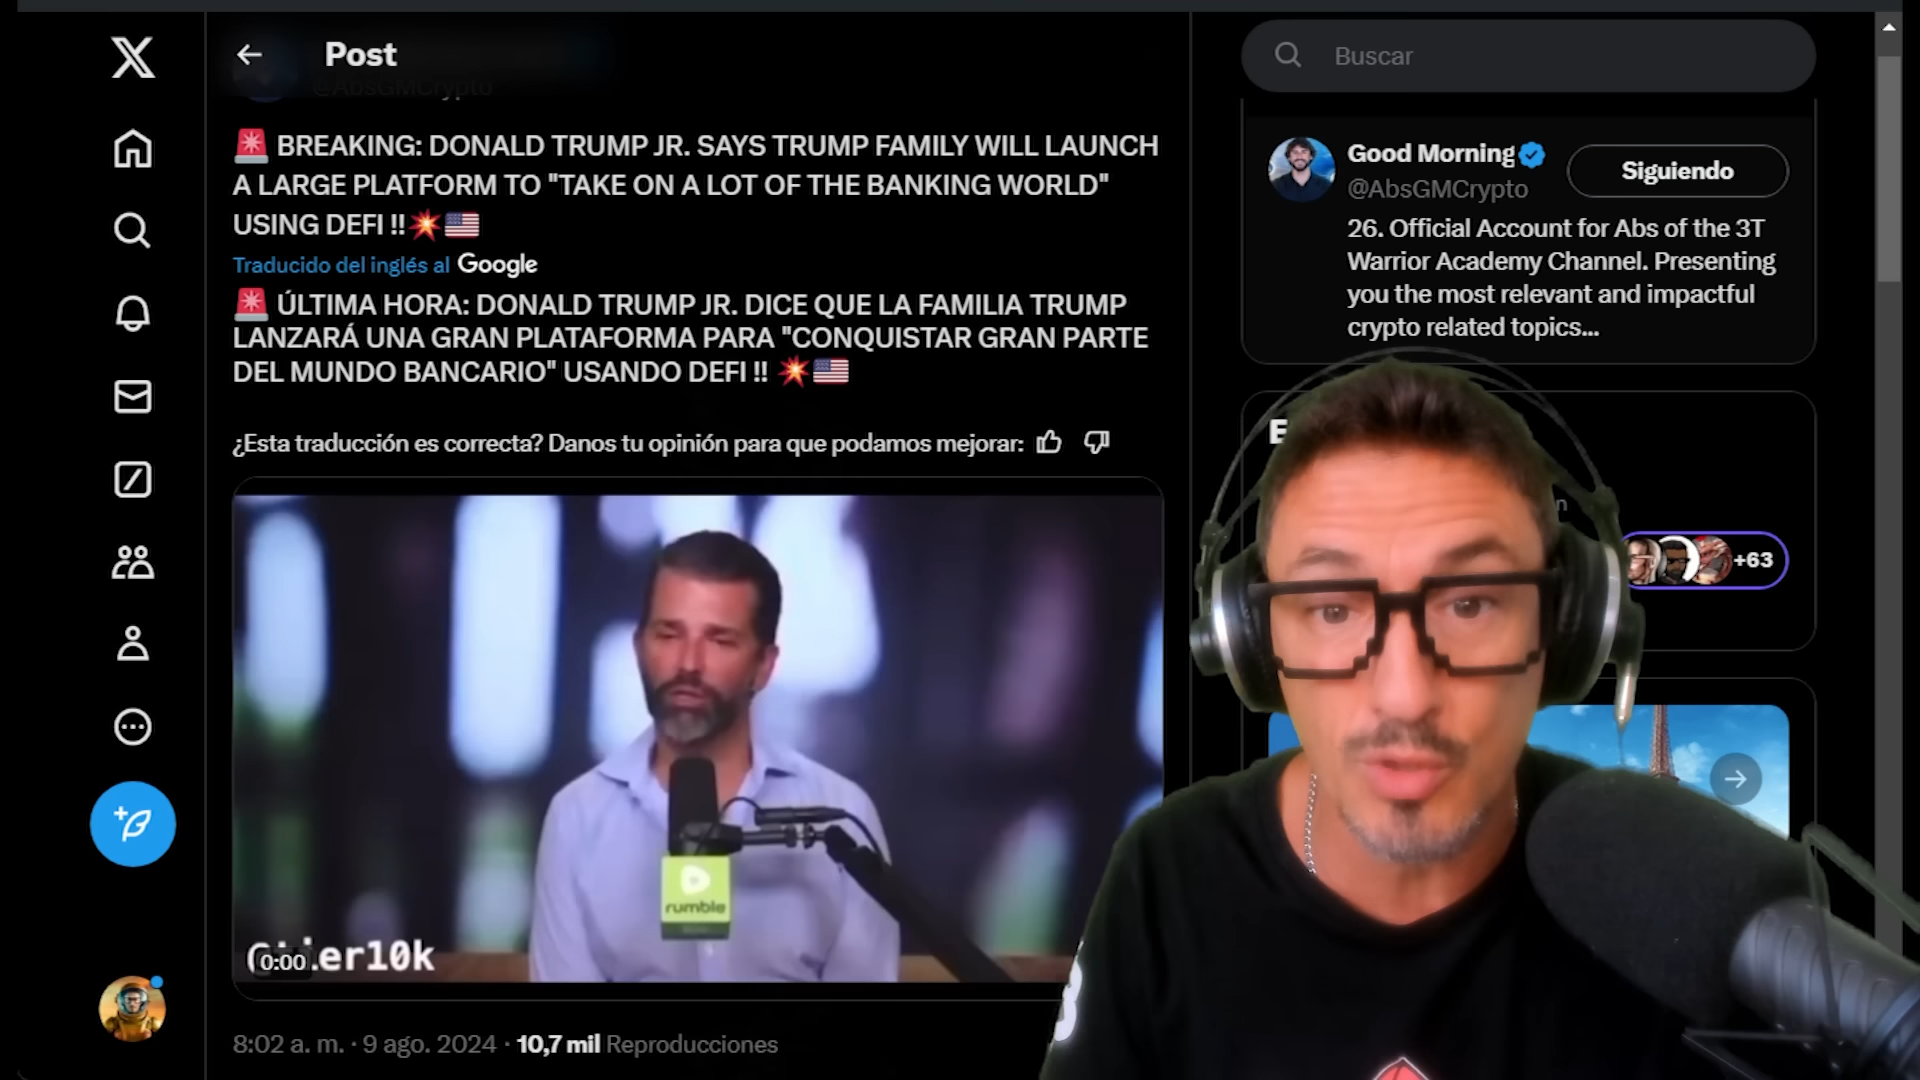 Post
@AbsGMCrypto
🚨 BREAKING: DONALD TRUMP JR. SAYS TRUMP FAMILY WILL LAUNCH
A LARGE PLATFORM TO "TAKE ON A LOT OF THE BANKING WORLD"
USING DEFI !!💥🇺🇸
Traducido del inglés al Google
🚨 ÚLTIMA HORA: DONALD TRUMP JR. DICE QUE LA FAMILIA TRUMP
LANZARÁ UNA GRAN PLATAFORMA PARA "CONQUISTAR GRAN PARTE
DEL MUNDO BANCARIO" USANDO DEFI !! 💥🇺🇸
¿Esta traducción es correcta? Danos tu opinión para que podamos mejorar:
rumble
0:00
er10k
8:02 a. m. · 9 ago. 2024 · 10,7 mil Reproducciones
Buscar
Good Morning
Siguiendo
@AbsGMCrypto
26. Official Account for Abs of the 3T
Warrior Academy Channel. Presenting
you the most relevant and impactful
crypto related topics...
+63